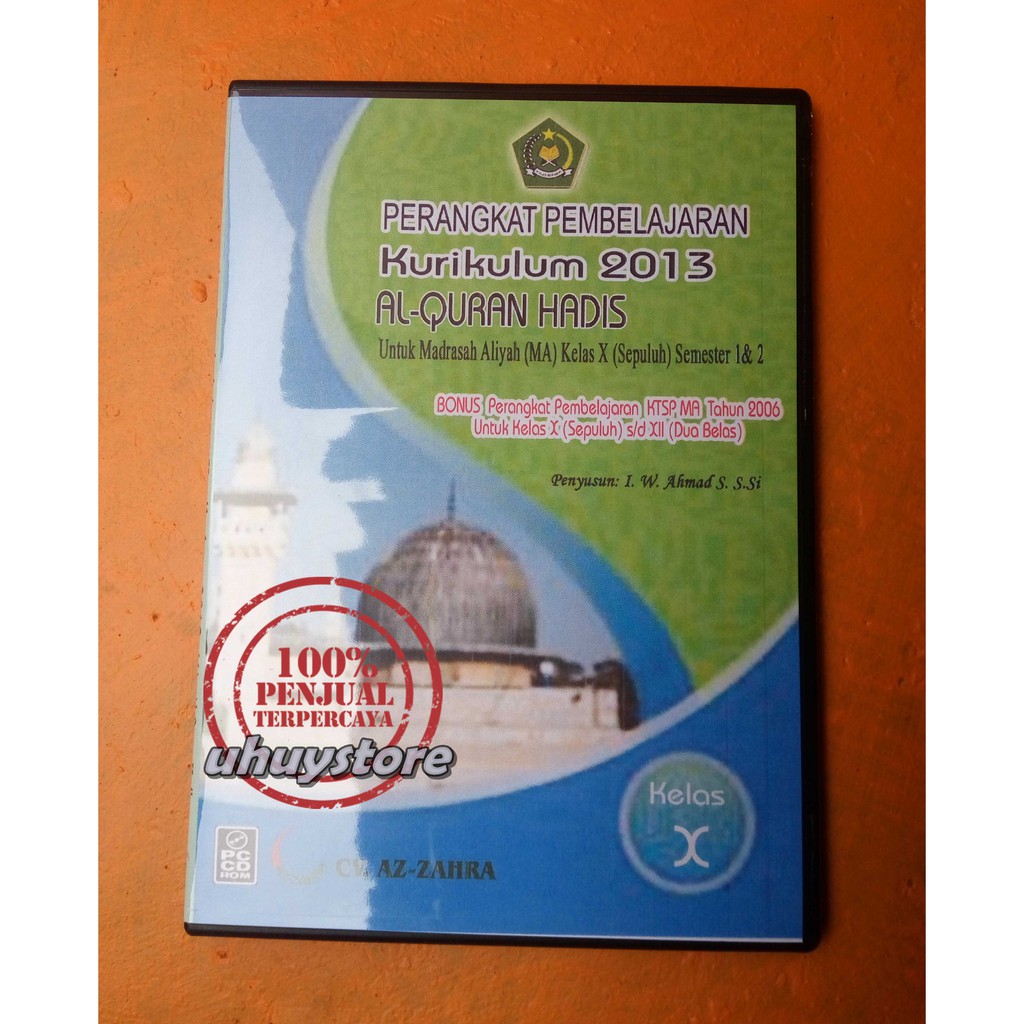 PERANGKAT PEMBELAJARAN
Kurikulum 2013
AL-QURAN HADIS
Untuk Madrasah Aliyah (MA) Kelas X (Sepuluh) Semester 1& 2
BONUS Perangkat Pembelajaran KTSP MA Tahun 2006
Untuk Kelas X (Sepuluh) s/d XII (Dua Belas)
Penyusun: I. W. Ahmad S. S.Si
100%
PENJUAL
TERPERCAYA
uhuystore
Kelas
X
PC
CD
ROM
CV. AZ-ZAHRA